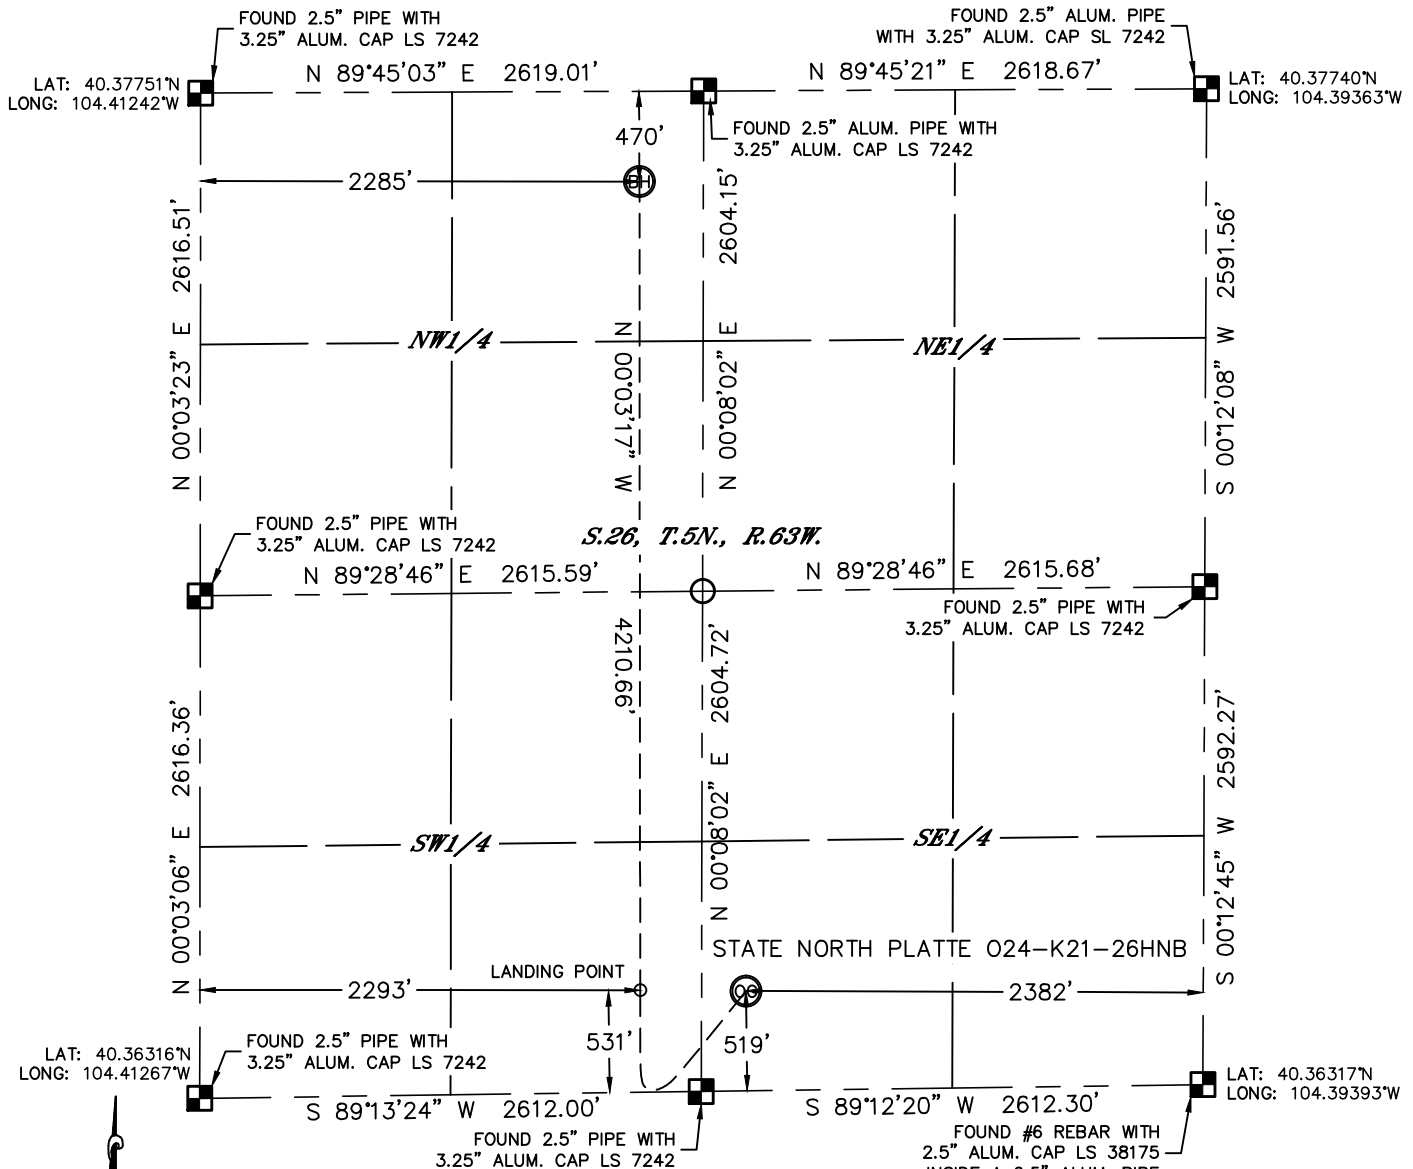 FOUND 2.5” PIPE WITH
3.25” ALUM. CAP LS 7242
FOUND 2.5” ALUM. PIPE
WITH 3.25” ALUM. CAP SL 7242
LAT: 40.37751°N
LONG: 104.41242°W
N 89°45'03” E 2619.01'
N 89°45'21” E 2618.67'
LAT: 40.37740°N
LONG: 104.39363°W
470'
FOUND 2.5” ALUM. PIPE WITH
3.25” ALUM. CAP LS 7242
2285'
BH
N 00°03'23” E 2616.51'
N 00°03'17” W 4210.66'
N 00°08'02” E 2604.15'
S 00°12'08” W 2591.56'
NW1/4
NE1/4
FOUND 2.5” PIPE WITH
3.25” ALUM. CAP LS 7242
S.26, T.5N., R.63W.
N 89°28'46” E 2615.59'
N 89°28'46” E 2615.68'
FOUND 2.5” PIPE WITH
3.25” ALUM. CAP LS 7242
N 00°03'06” E 2616.36'
N 00°08'02” E 2604.72'
S 00°12'45” W 2592.27'
SW1/4
SE1/4
STATE NORTH PLATTE O24-K21-26HNB
LANDING POINT
2293'
2382'
531'
519'
FOUND 2.5” PIPE WITH
3.25” ALUM. CAP LS 7242
LAT: 40.36316°N
LONG: 104.41267°W
LAT: 40.36317°N
LONG: 104.39393°W
S 89°13'24” W 2612.00'
S 89°12'20” W 2612.30'
FOUND 2.5” PIPE WITH
3.25” ALUM. CAP LS 7242
FOUND #6 REBAR WITH
2.5” ALUM. CAP LS 38175
INSIDE A 2.5” ALUM. PIPE